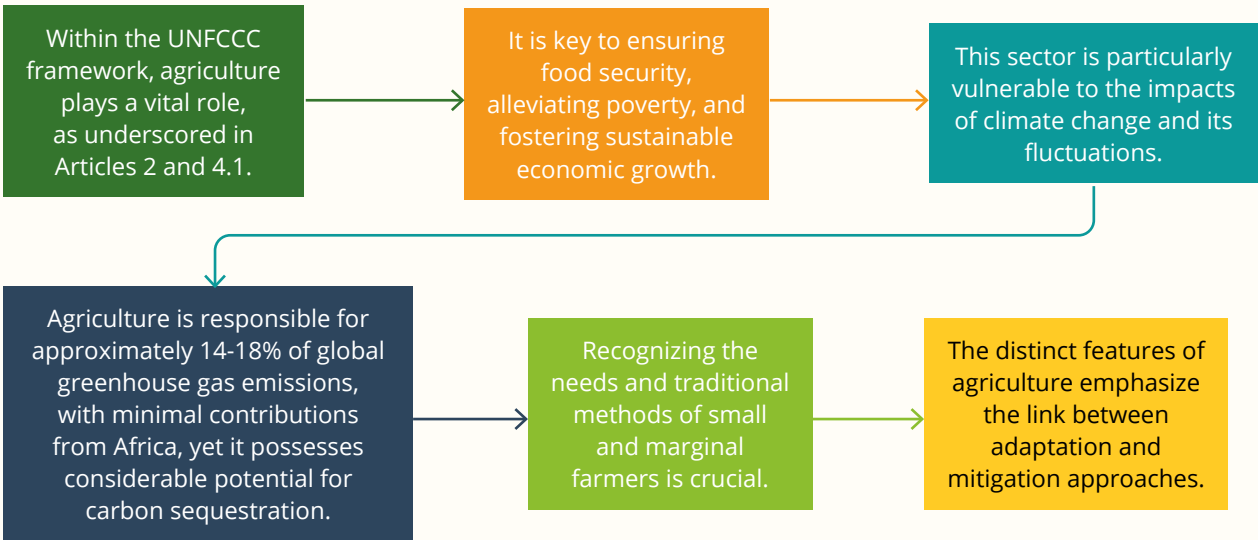 Within the UNFCCC
framework, agriculture
plays a vital role,
as underscored in
Articles 2 and 4.1.
It is key to ensuring
food security,
alleviating poverty, and
fostering sustainable
economic growth.
This sector is particularly
vulnerable to the impacts
of climate change and its
fluctuations.
Agriculture is responsible for
approximately 14-18% of global
greenhouse gas emissions,
with minimal contributions
from Africa, yet it possesses
considerable potential for
carbon sequestration.
Recognizing the
needs and traditional
methods of small
and marginal
farmers is crucial.
The distinct features of
agriculture emphasize
the link between
adaptation and
mitigation approaches.